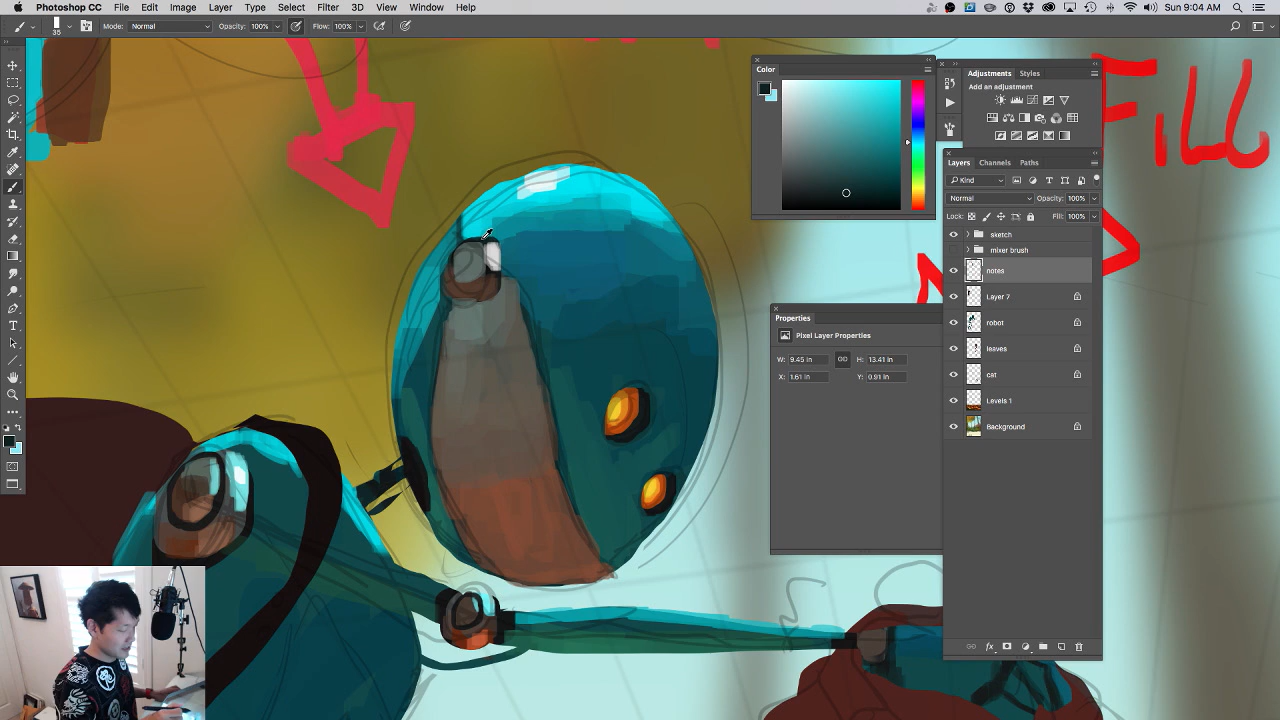 Photoshop CC File Edit Image Layer Type Select Filter 3D View Window Help
Sun 9:04 AM
35
Mode: Normal
Opacity: 100%
Flow: 100%
FILL
Color
Adjustments Styles
Add an adjustment
Layers Channels Paths
Kind
Normal
Opacity: 100%
Lock:
Fill: 100%
sketch
mixer brush
notes
Layer 7
robot
leaves
cat
Levels 1
Background
Properties
Pixel Layer Properties
W: 9.45 in
H: 13.41 in
X: 1.61 in
Y: 0.91 in
fx